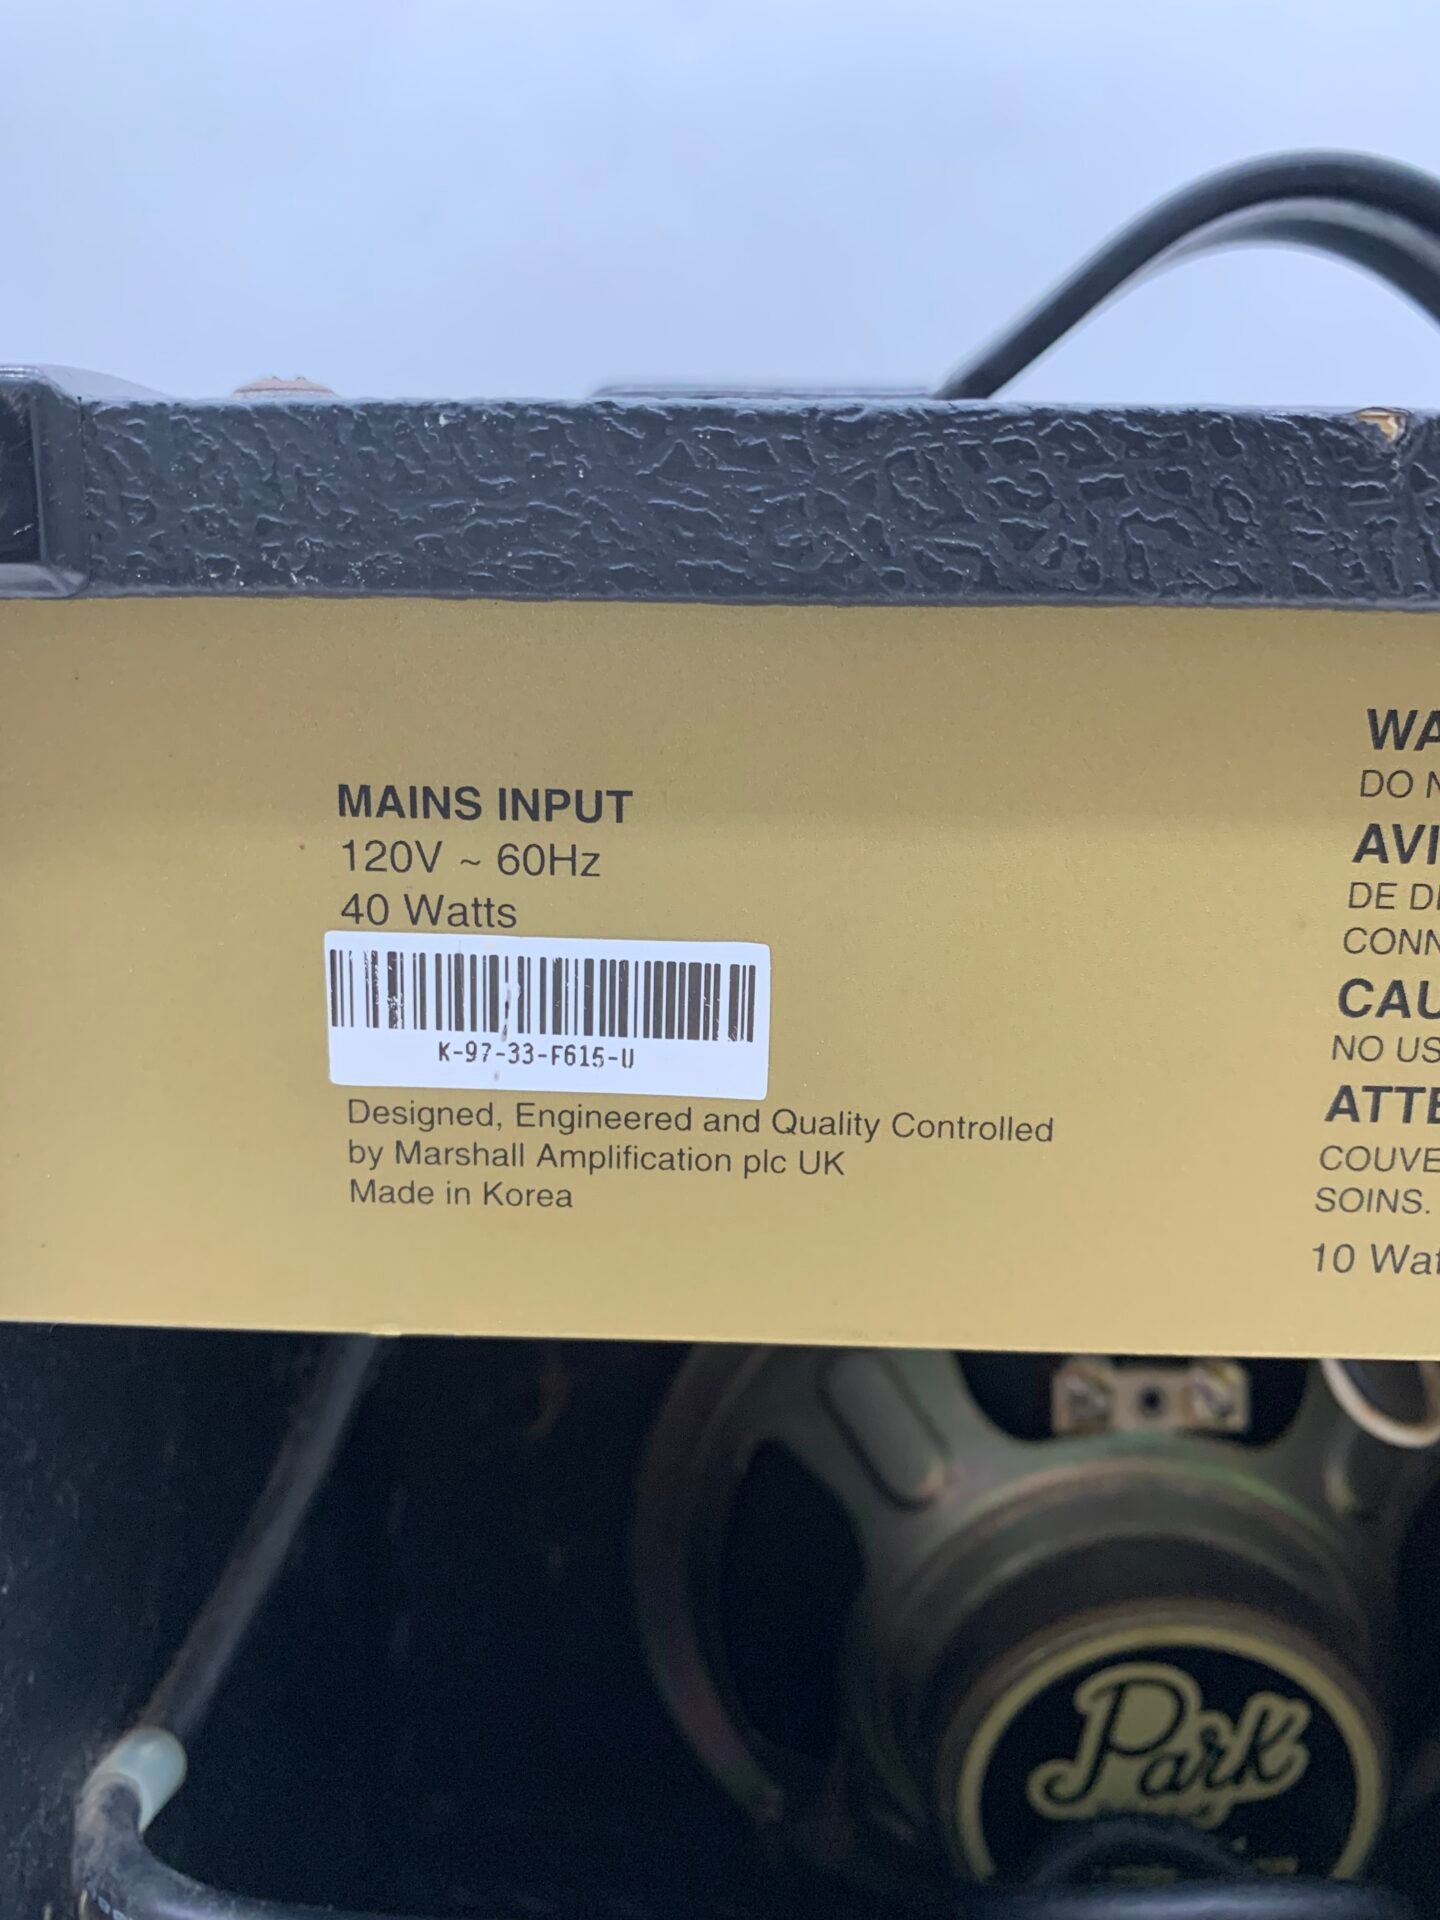 MAINS INPUT
120V ~ 60Hz
40 Watts
K-97-33-F615-U
Designed, Engineered and Quality Controlled
by Marshall Amplification plc UK
Made in Korea
WA
DO N
AVI
DE D
CONN
CAU
NO US
ATTE
COUVE
SOINS.
10 Wat
Park